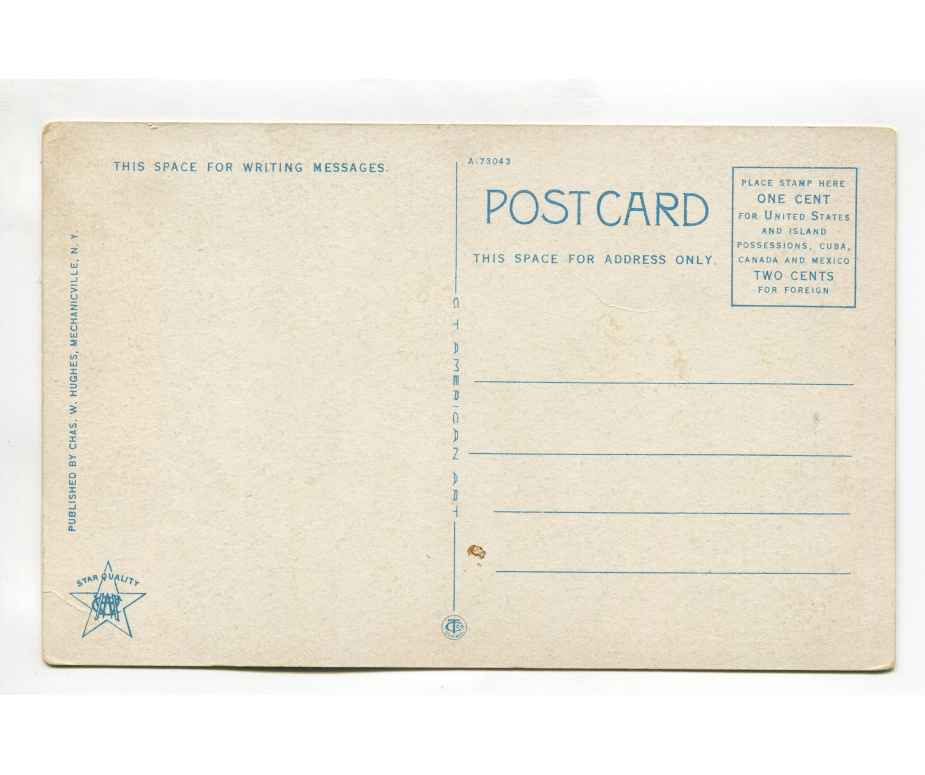 THIS SPACE FOR WRITING MESSAGES.
PUBLISHED BY CHAS. W. HUGHES, MECHANICVILLE, N. Y.
STAR QUALITY
C T AMERICAN ART
A-73043
POST CARD
THIS SPACE FOR ADDRESS ONLY.
PLACE STAMP HERE
ONE CENT
FOR UNITED STATES
AND ISLAND
POSSESSIONS, CUBA,
CANADA AND MEXICO
TWO CENTS
FOR FOREIGN